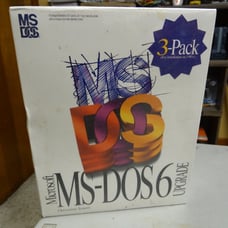 MS
DOS
3-Pack
MS
DOS
Microsoft
MS-DOS 6
UPGRADE